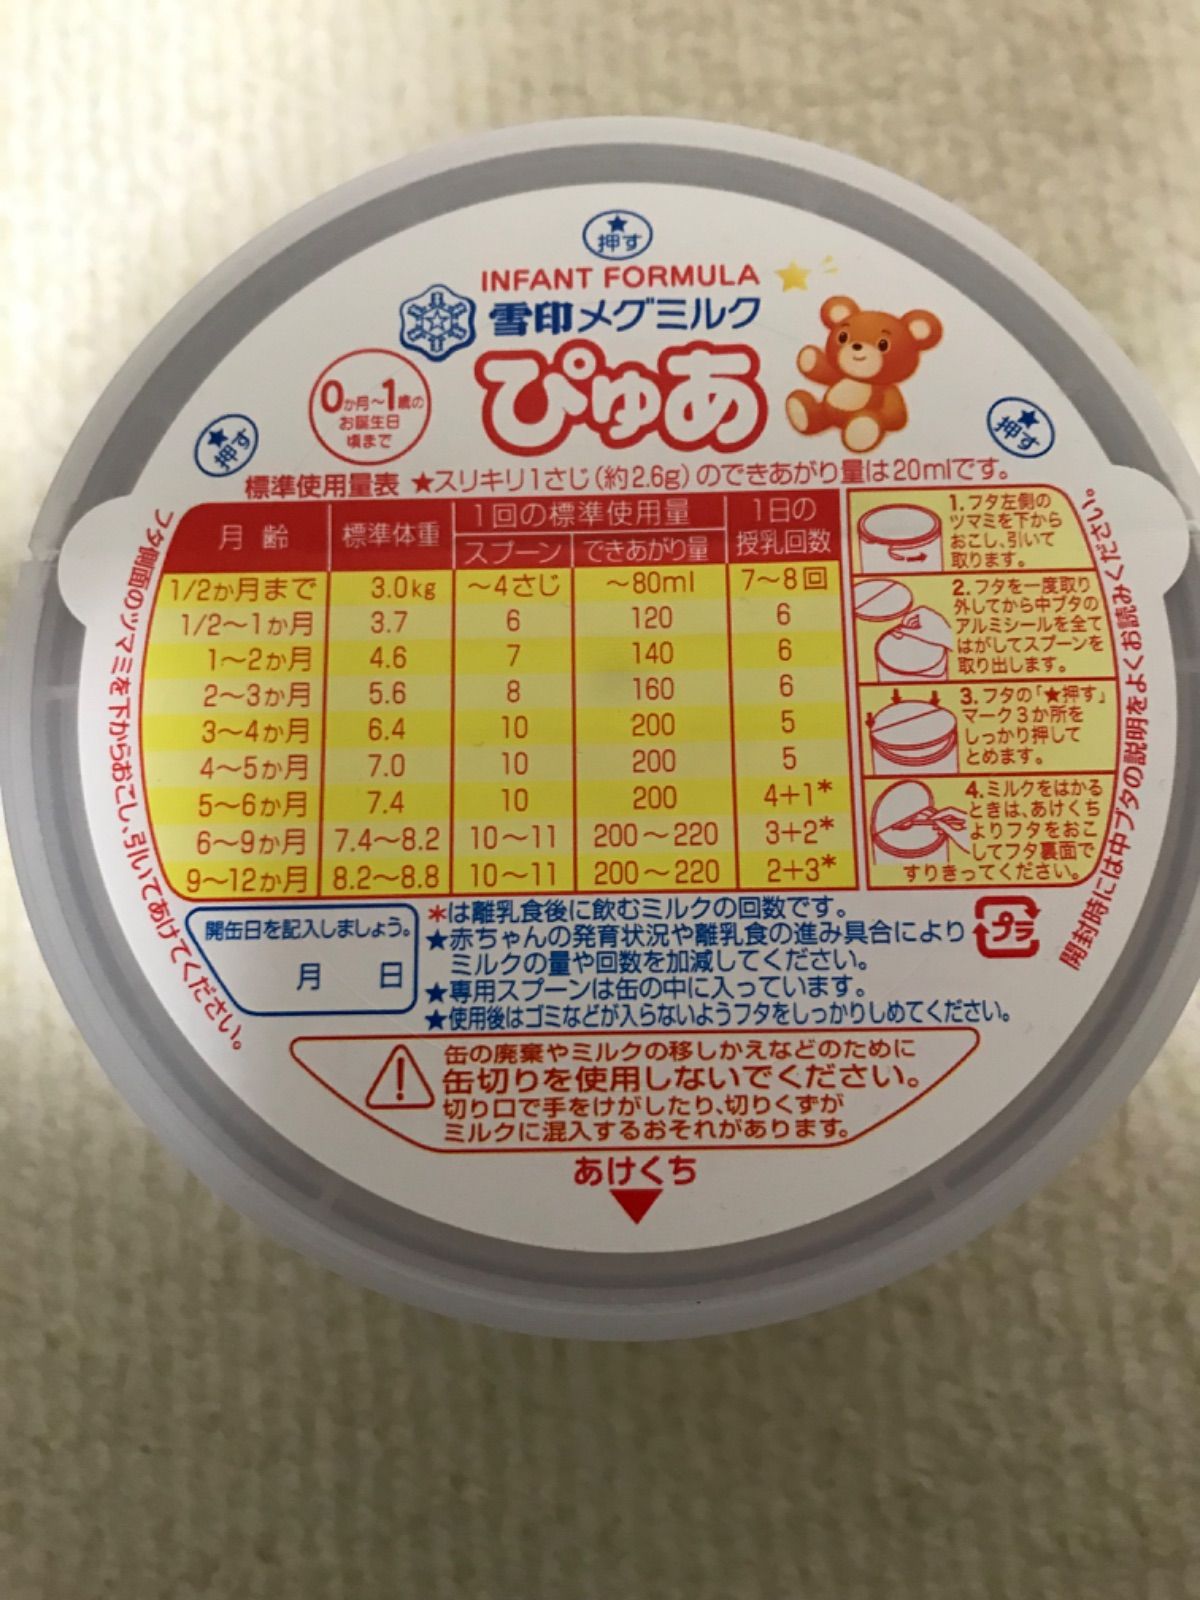 ★
押す
INFANT FORMULA
雪印メグミルク
ぴゅあ
0か月~1歳の
お誕生日
頃まで
★押す
★押す
標準使用量表 ★スリキリ1さじ(約2.6g)のできあがり量は20mlです。
月 齢 標準体重 1回の標準使用量 1日の授乳回数
スプーン できあがり量
1/2か月まで 3.0kg ~4さじ ~80ml 7~8回
1/2~1か月 3.7 6 120 6
1~2か月 4.6 7 140 6
2~3か月 5.6 8 160 6
3~4か月 6.4 10 200 5
4~5か月 7.0 10 200 5
5~6か月 7.4 10 200 4+1*
6~9か月 7.4~8.2 10~11 200~220 3+2*
9~12か月 8.2~8.8 10~11 200~220 2+3*
1.フタ左側の
ツマミを下から
おこし、引いて
取ります。
2.フタを一度取り
外してから中ブタの
アルミシールを全て
はがしてスプーンを
取り出します。
3.フタの「★押す」
マーク3か所を
しっかり押して
とめます。
4.ミルクをはかる
ときは、あけくち
よりフタをおこ
してフタ裏面で
すりきってください。
フタ側面のツマミを下からおこし、引いてあけてください。
開封時には中ブタの説明をよくお読みください。
開缶日を記入しましょう。
月 日
*は離乳食後に飲むミルクの回数です。
★赤ちゃんの発育状況や離乳食の進み具合により
ミルクの量や回数を加減してください。
★専用スプーンは缶の中に入っています。
★使用後はゴミなどが入らないようフタをしっかりしめてください。
プラ
缶の廃棄やミルクの移しかえなどのために
缶切りを使用しないでください。
切り口で手をけがしたり、切りくずが
ミルクに混入するおそれがあります。
あけくち